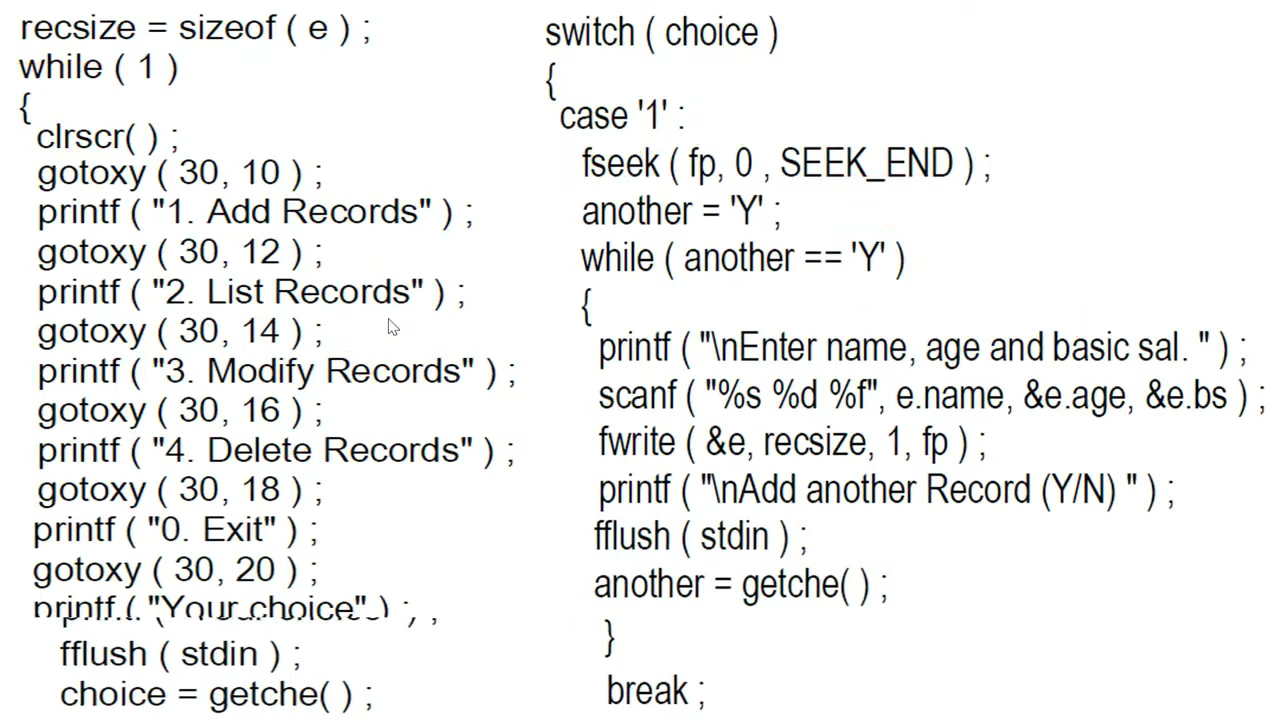 recsize = sizeof ( e ) ;
while ( 1 )
{
clrscr( ) ;
gotoxy ( 30, 10 ) ;
printf ( "1. Add Records" ) ;
gotoxy ( 30, 12 ) ;
printf ( "2. List Records" ) ;
gotoxy ( 30, 14 ) ;
printf ( "3. Modify Records" ) ;
gotoxy ( 30, 16 ) ;
printf ( "4. Delete Records" ) ;
gotoxy ( 30, 18 ) ;
printf ( "0. Exit" ) ;
gotoxy ( 30, 20 ) ;
printf ( "Your choice" ) ; ,
fflush ( stdin ) ;
choice = getche( ) ;
switch ( choice )
{
case '1' :
fseek ( fp, 0 , SEEK_END ) ;
another = 'Y' ;
while ( another == 'Y' )
{
printf ( "\nEnter name, age and basic sal. " ) ;
scanf ( "%s %d %f", e.name, &e.age, &e.bs ) ;
fwrite ( &e, recsize, 1, fp ) ;
printf ( "\nAdd another Record (Y/N) " ) ;
fflush ( stdin ) ;
another = getche( ) ;
}
break ;